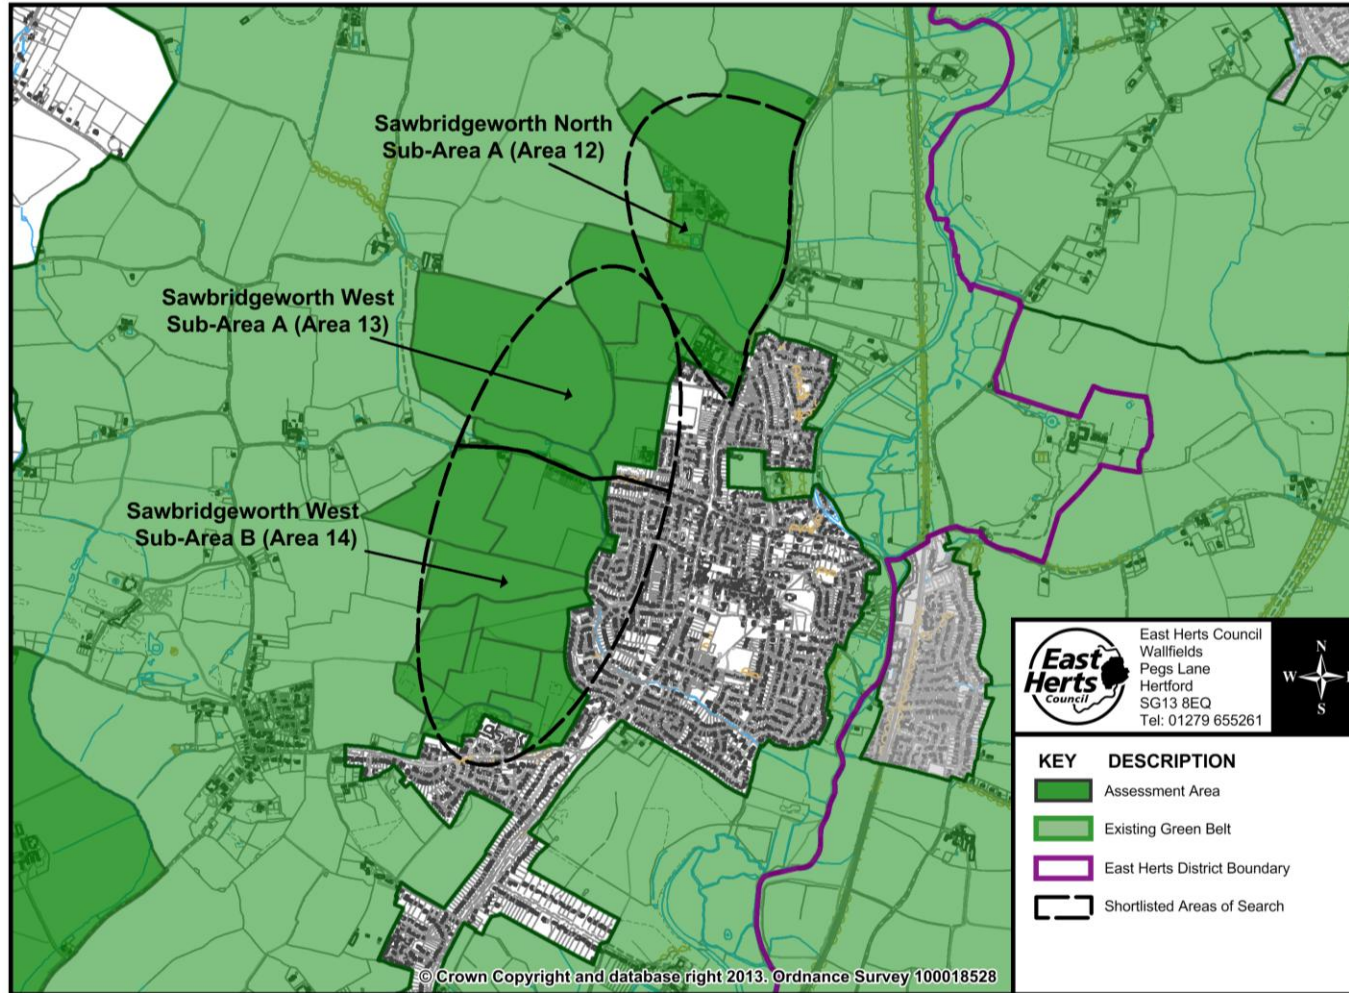 Sawbridgeworth North
Sub-Area A (Area 12)
Sawbridgeworth West
Sub-Area A (Area 13)
Sawbridgeworth West
Sub-Area B (Area 14)
East
Herts
Council
East Herts Council
Wallfields
Pegs Lane
Hertford
SG13 8EQ
Tel: 01279 655261
N
W
E
S
KEY DESCRIPTION
Assessment Area
Existing Green Belt
East Herts District Boundary
Shortlisted Areas of Search
© Crown Copyright and database right 2013. Ordnance Survey 100018528